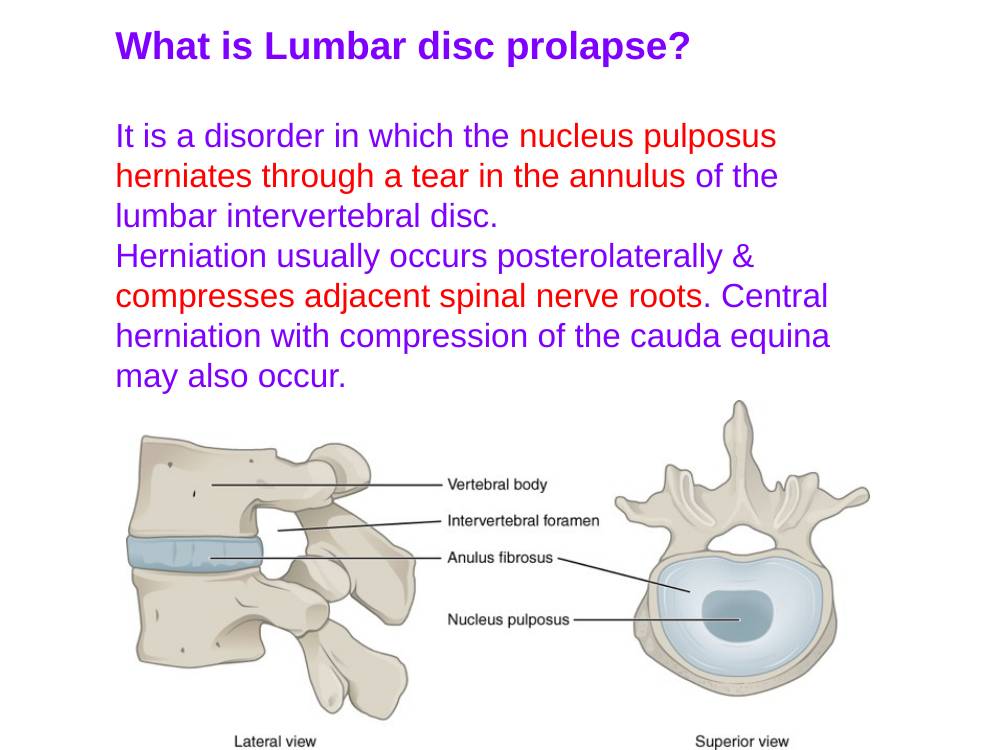 What is Lumbar disc prolapse?
It is a disorder in which the nucleus pulposus
herniates through a tear in the annulus of the
lumbar intervertebral disc.
Herniation usually occurs posterolaterally &
compresses adjacent spinal nerve roots. Central
herniation with compression of the cauda equina
may also occur.
Vertebral body
Intervertebral foramen
Anulus fibrosus
Nucleus pulposus
Lateral view
Superior view